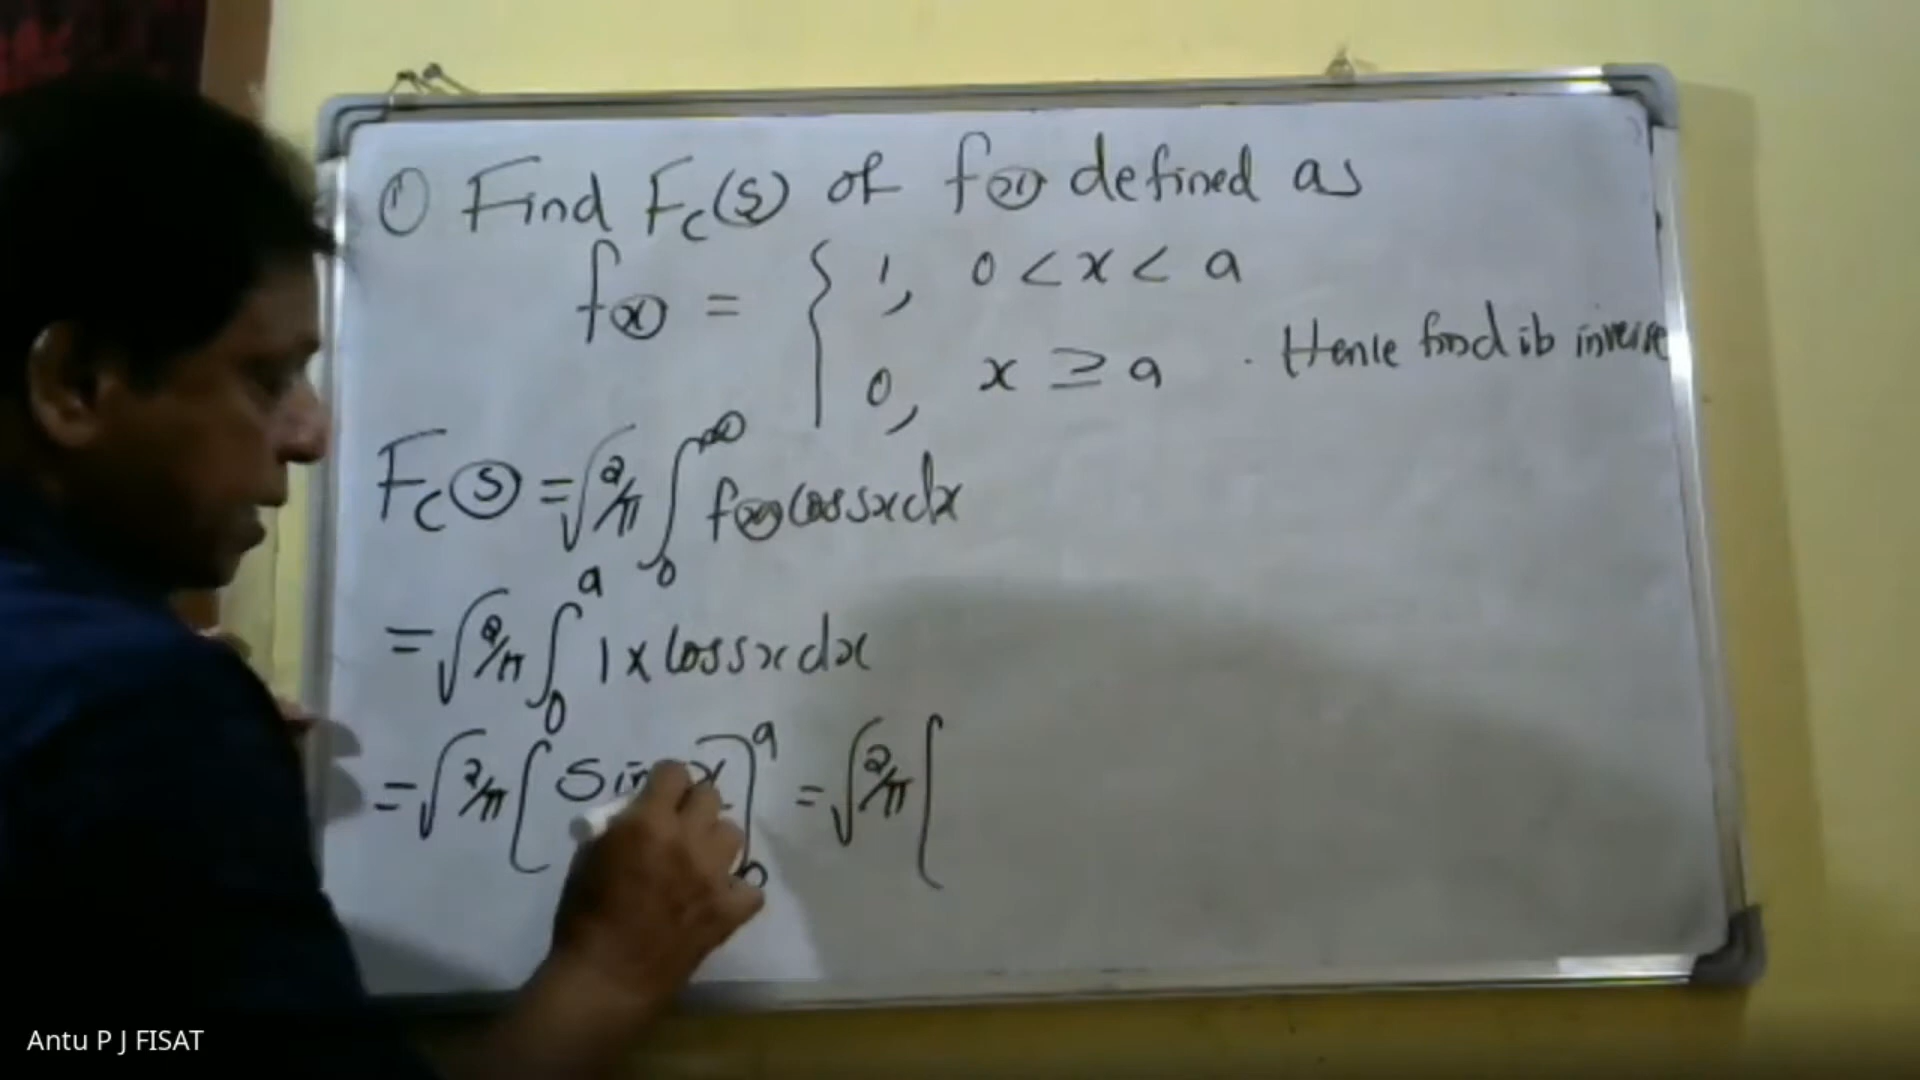 ① Find Fc(s) of f(x) defined as
f(x) = { 1, 0 < x < a
0, x ≥ a . Hence find its inverse
Fc(s) = √2/π ∫₀^∞ f(x) cos sx dx
= √2/π ∫₀^a 1 x cos sx dx
= √2/π [ Sin x ]₀^a = √2/π [
Antu P J FISAT